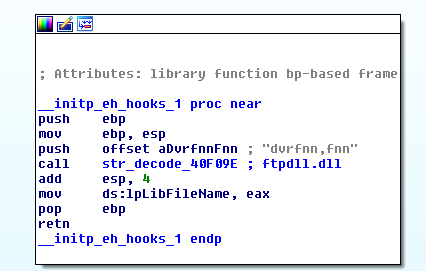 ; Attributes: library function bp-based frame
__initp_eh_hooks_1 proc near
push ebp
mov ebp, esp
push offset aDvrfnnFnn ; "dvrfnn,fnn"
call str_decode_40F09E ; ftpdll.dll
add esp, 4
mov ds:lpLibFileName, eax
pop ebp
retn
__initp_eh_hooks_1 endp